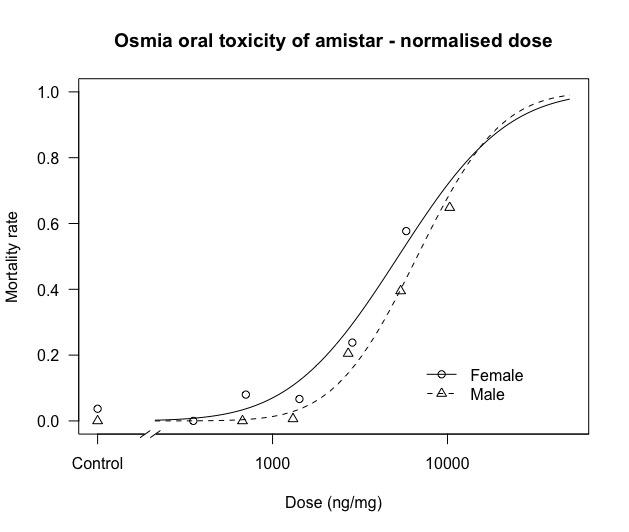 Osmia oral toxicity of amistar - normalised dose
1.0
0.8
0.6
0.4
0.2
0.0
Mortality rate
Female
Male
Control
1000
10000
Dose (ng/mg)